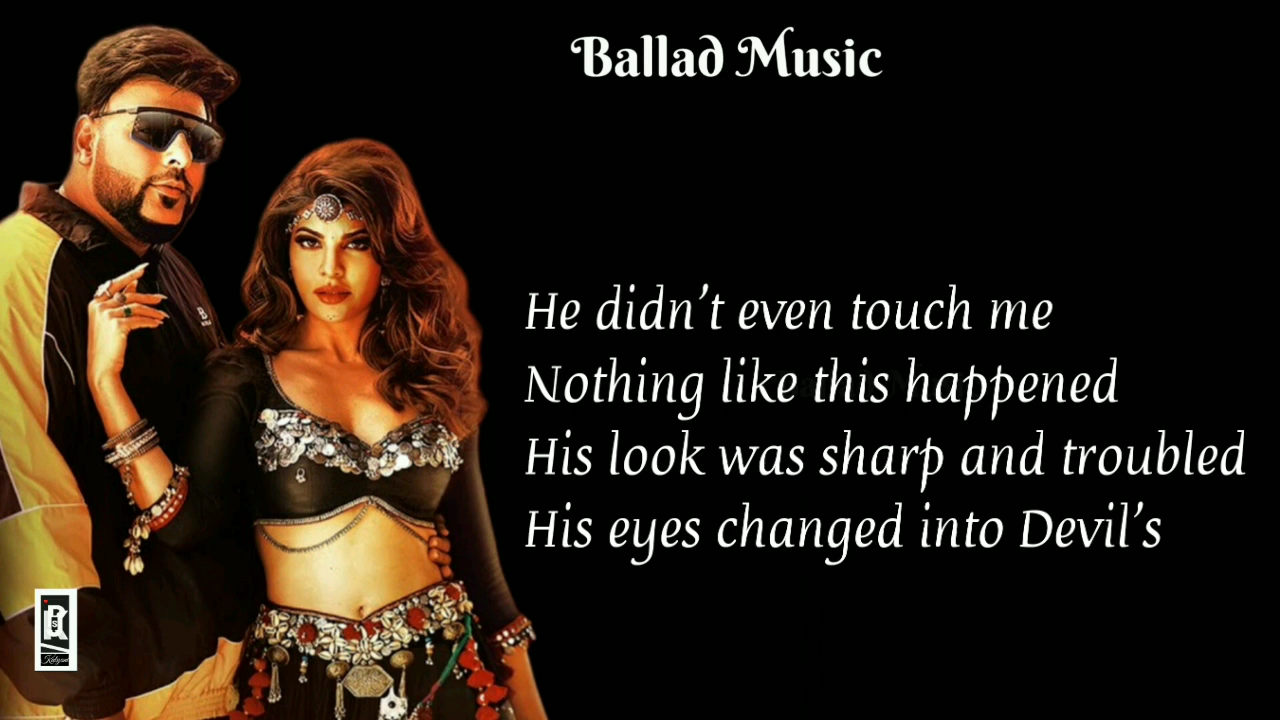 Ballad Music
He didn't even touch me
Nothing like this happened
His look was sharp and troubled
His eyes changed into Devil's